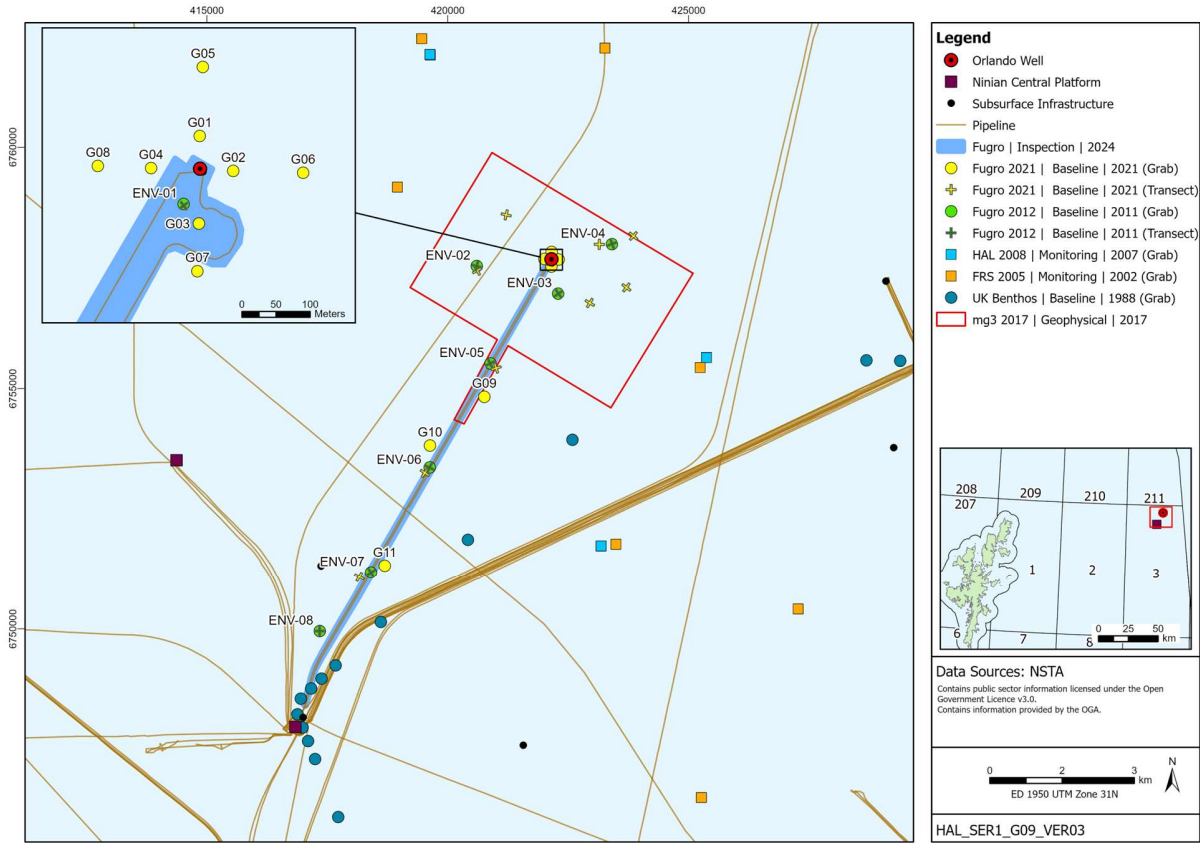 415000
420000
425000
6760000
6755000
6750000
G05
G01
G08
G04
G02
G06
ENV-01
G03
G07
0 50 100
Meters
ENV-04
ENV-02
ENV-03
ENV-05
G09
G10
ENV-06
ENV-07
G11
ENV-08
Legend
Orlando Well
Ninian Central Platform
Subsurface Infrastructure
Pipeline
Fugro | Inspection | 2024
Fugro 2021 | Baseline | 2021 (Grab)
Fugro 2021 | Baseline | 2021 (Transect)
Fugro 2012 | Baseline | 2011 (Grab)
Fugro 2012 | Baseline | 2011 (Transect)
HAL 2008 | Monitoring | 2007 (Grab)
FRS 2005 | Monitoring | 2002 (Grab)
UK Benthos | Baseline | 1988 (Grab)
mg3 2017 | Geophysical | 2017
208
209
210
211
207
1
2
3
6
7
8
0 25 50
km
Data Sources: NSTA
Contains public sector information licensed under the Open
Government Licence v3.0.
Contains information provided by the OGA.
0 2 3
km
N
ED 1950 UTM Zone 31N
HAL_SER1_G09_VER03